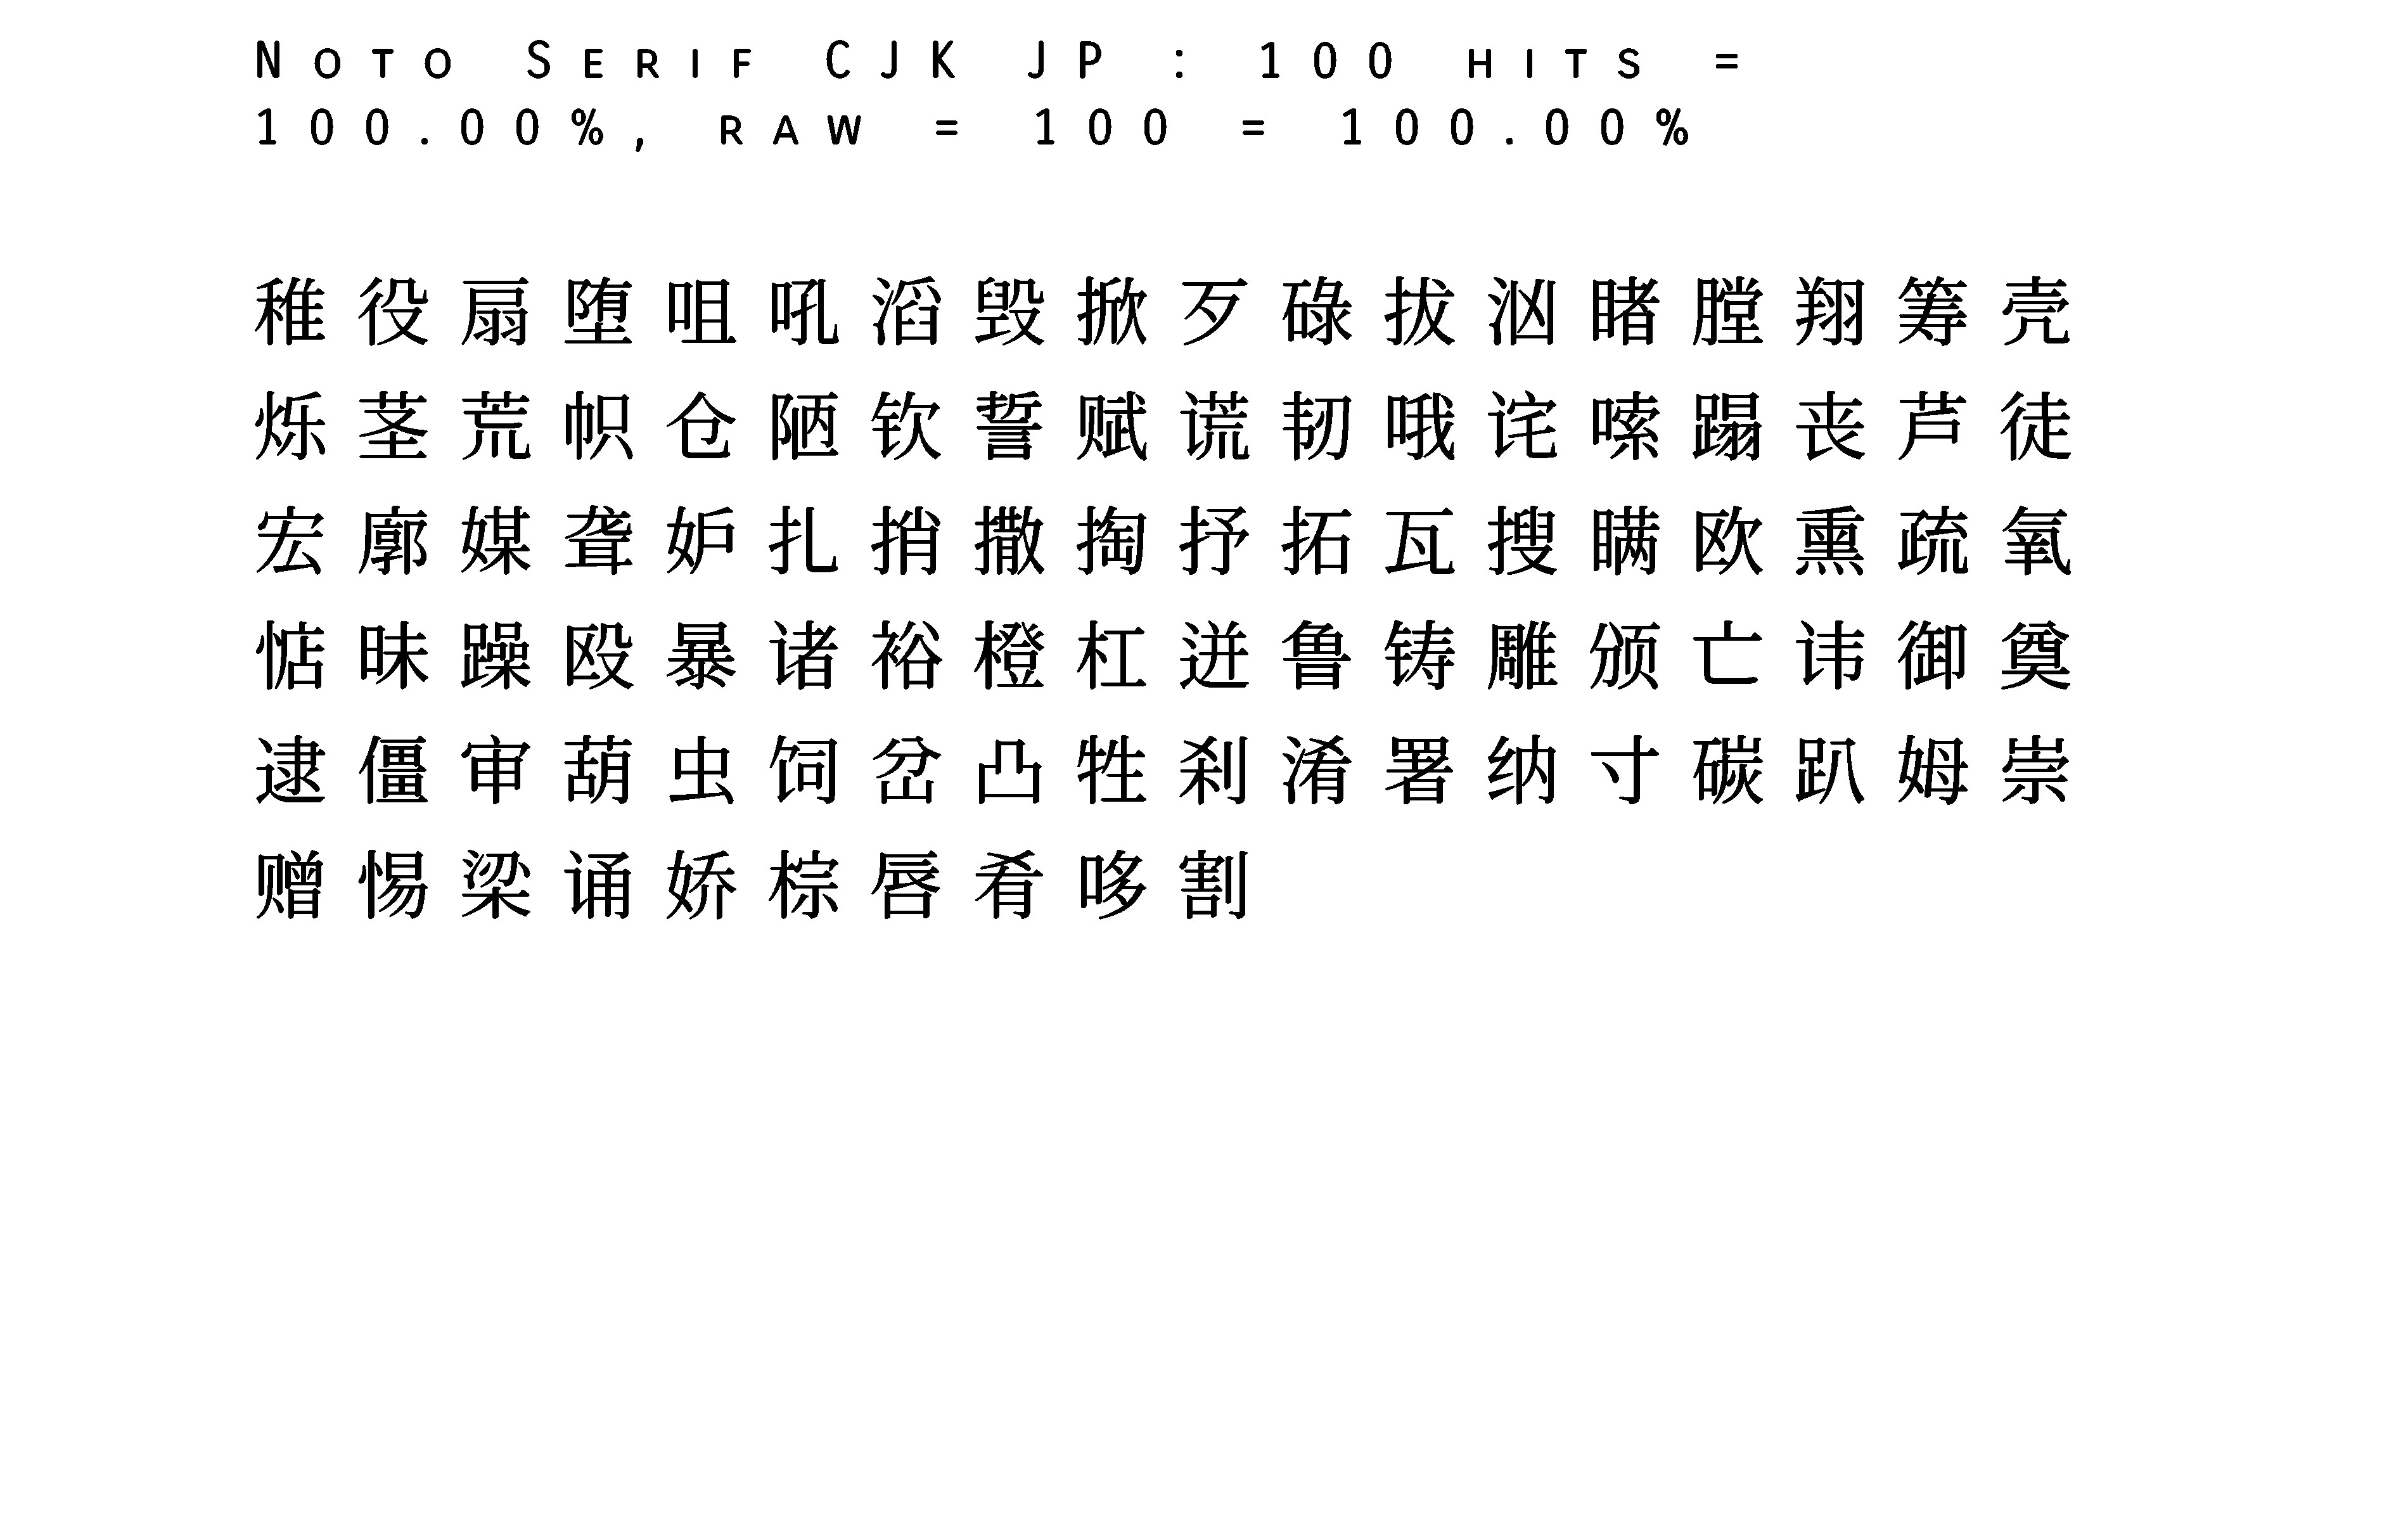 Noto Serif CJK JP : 100 hits =
100.00%, raw = 100 = 100.00%
稚役扇堕咀吼滔毁掀歹碌拔汹睹膛翔筹壳
烁茎荒帜仓陋钦誓赋谎韧哦诧嗦蹋丧芦徒
宏廓媒聋妒扎捎撒掏抒拓瓦搜瞒欧熏疏氧
惦昧躁殴暴诸裕橙杠迸鲁铸雕颁亡讳御奠
逮僵审葫虫饲岔凸牲刹淆署纳寸碳趴姆崇
赠惕梁诵娇棕唇肴哆割